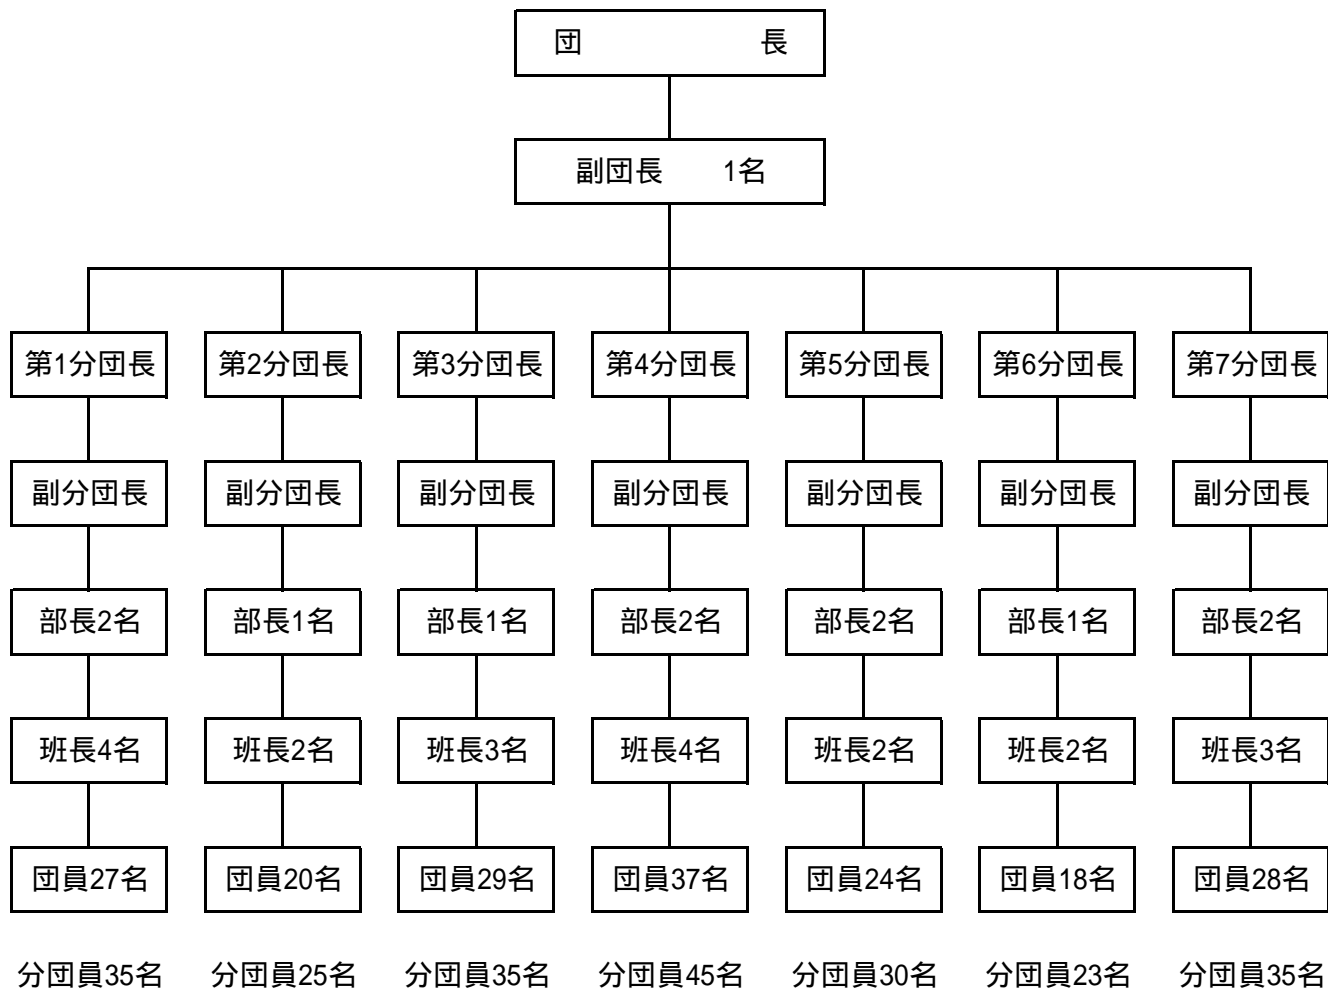 団 長
副団長 1名
第1分団長 第2分団長 第3分団長 第4分団長 第5分団長 第6分団長 第7分団長
副分団長 副分団長 副分団長 副分団長 副分団長 副分団長 副分団長
部長2名 部長1名 部長1名 部長2名 部長2名 部長1名 部長2名
班長4名 班長2名 班長3名 班長4名 班長2名 班長2名 班長3名
団員27名 団員20名 団員29名 団員37名 団員24名 団員18名 団員28名
分団員35名 分団員25名 分団員35名 分団員45名 分団員30名 分団員23名 分団員35名